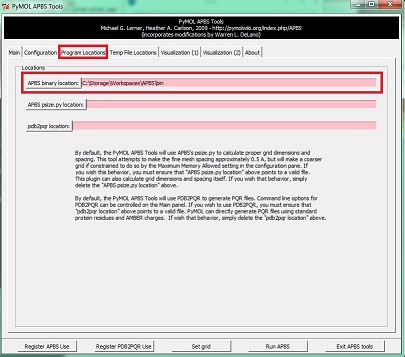 PyMOL APBS Tools
PyMOL APBS Tools
Michael G. Lerner, Heather A. Carlson, 2009 - http://pymolwiki.org/index.php/APBS
(incorporates modifications by Warren L. DeLano)
Main Configuration Program Locations Temp File Locations Visualization (1) Visualization (2) About
Locations
APBS binary location: C:\Storage\Workspaces\APBS\bin
APBS psize.py location:
pdb2pqr location:
By default, the PyMOL APBS Tools will use APBS's psize.py to calculate proper grid dimensions and
spacing. This tool attempts to make the fine mesh spacing approximately 0.5 A, but will make a coarser
grid if constrained to do so by the Maximum Memory Allowed setting in the configuration pane. If
you wish this behavior, you must ensure that "APBS psize.py location" above points to a valid file.
This plugin can also calculate grid dimensions and spacing itself. If you wish that behavior, simply
delete the "APBS psize.py location" above.
By default, the PyMOL APBS Tools will use PDB2PQR to generate PQR files. Command line options for
PDB2PQR can be controlled on the Main panel. If you wish to use PDB2PQR, you must ensure that
"pdb2pqr location" above points to a valid file. PyMOL can directly generate PQR files using standard
protein residues and AMBER charges. If you wish that behavior, simply delete the "pdb2pqr location" above.
Register APBS Use Register PDB2PQR Use Set grid Run APBS Exit APBS tools